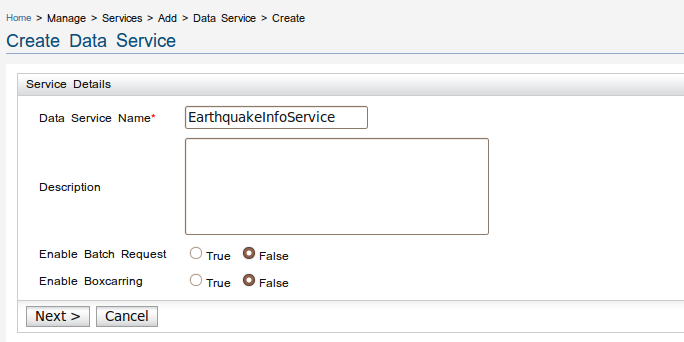 Home > Manage > Services > Add > Data Service > Create
Create Data Service
Service Details
Data Service Name* EarthquakeInfoService
Description
Enable Batch Request True False
Enable Boxcarring True False
Next > Cancel